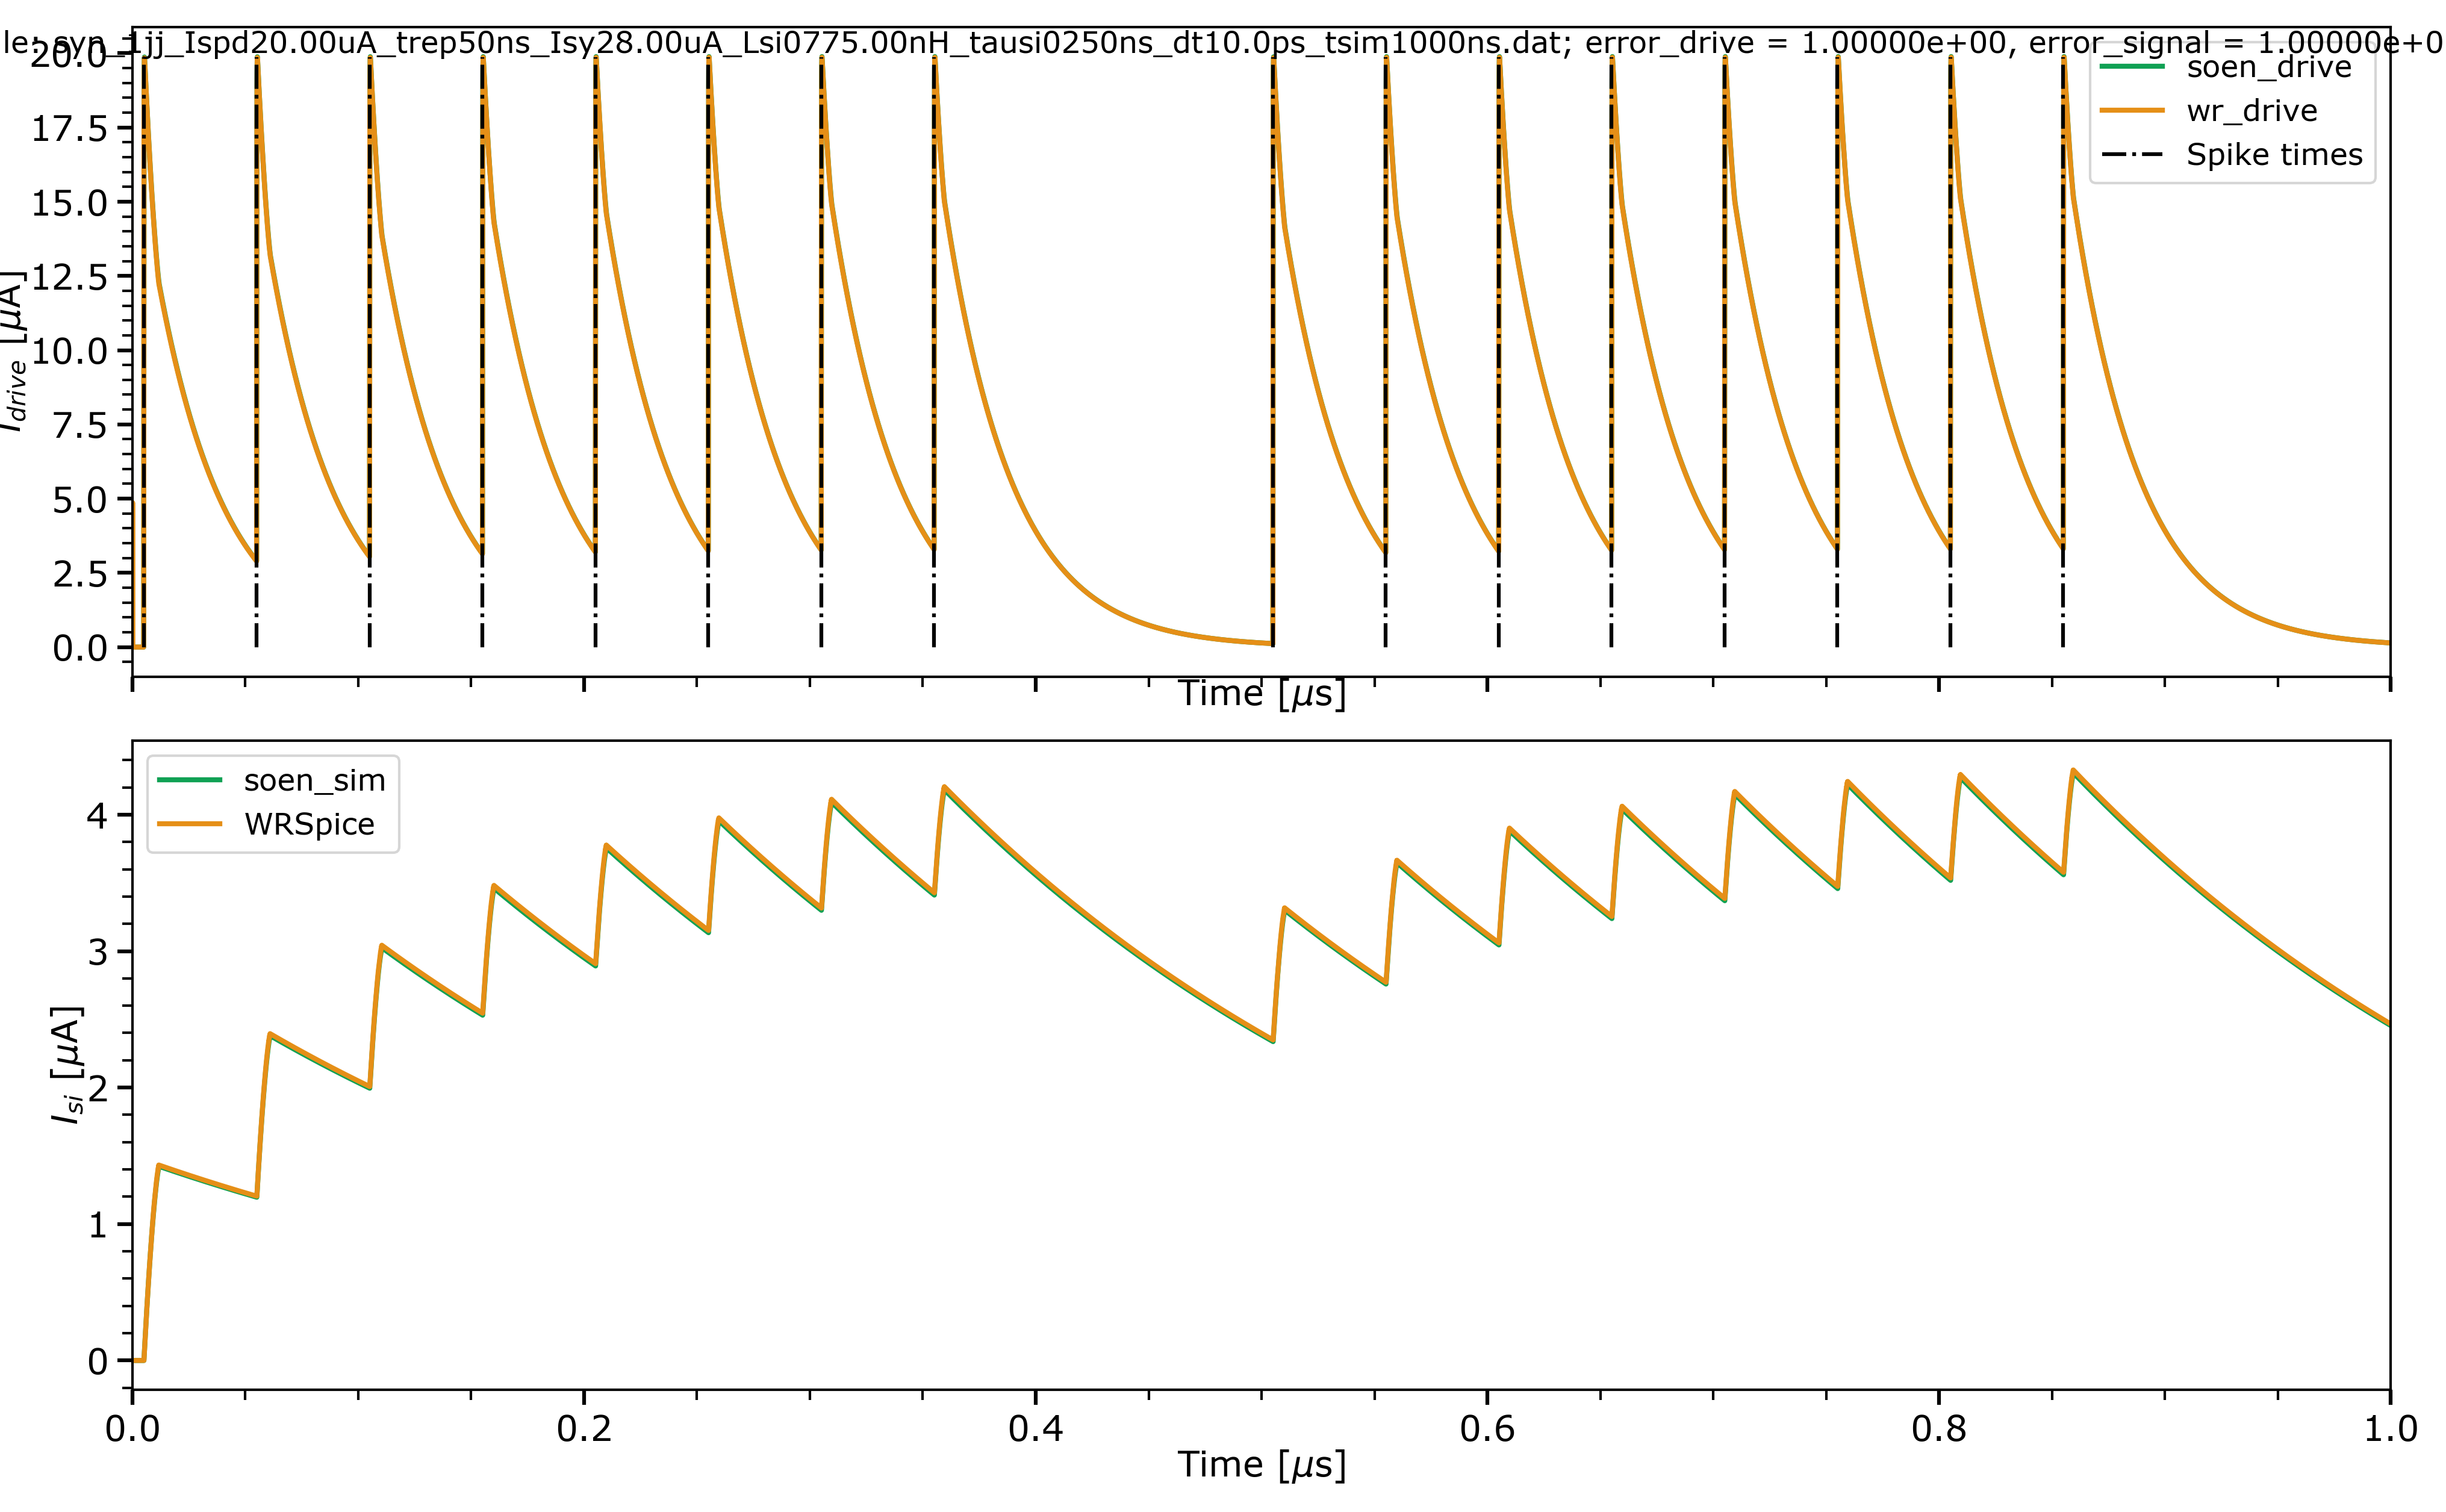 le: syn_1jj_Ispd20.00uA_trep50ns_Isy28.00uA_Lsi0775.00nH_tausi0250ns_dt10.0ps_tsim1000ns.dat; error_drive = 1.00000e+00, error_signal = 1.00000e+0
soen_drive
wr_drive
Spike times
20.0
17.5
15.0
12.5
10.0
7.5
5.0
2.5
0.0
I_drive [μA]
Time [μs]
soen_sim
WRSpice
4
3
2
1
0
I_si [μA]
0.0 0.2 0.4 0.6 0.8 1.0
Time [μs]